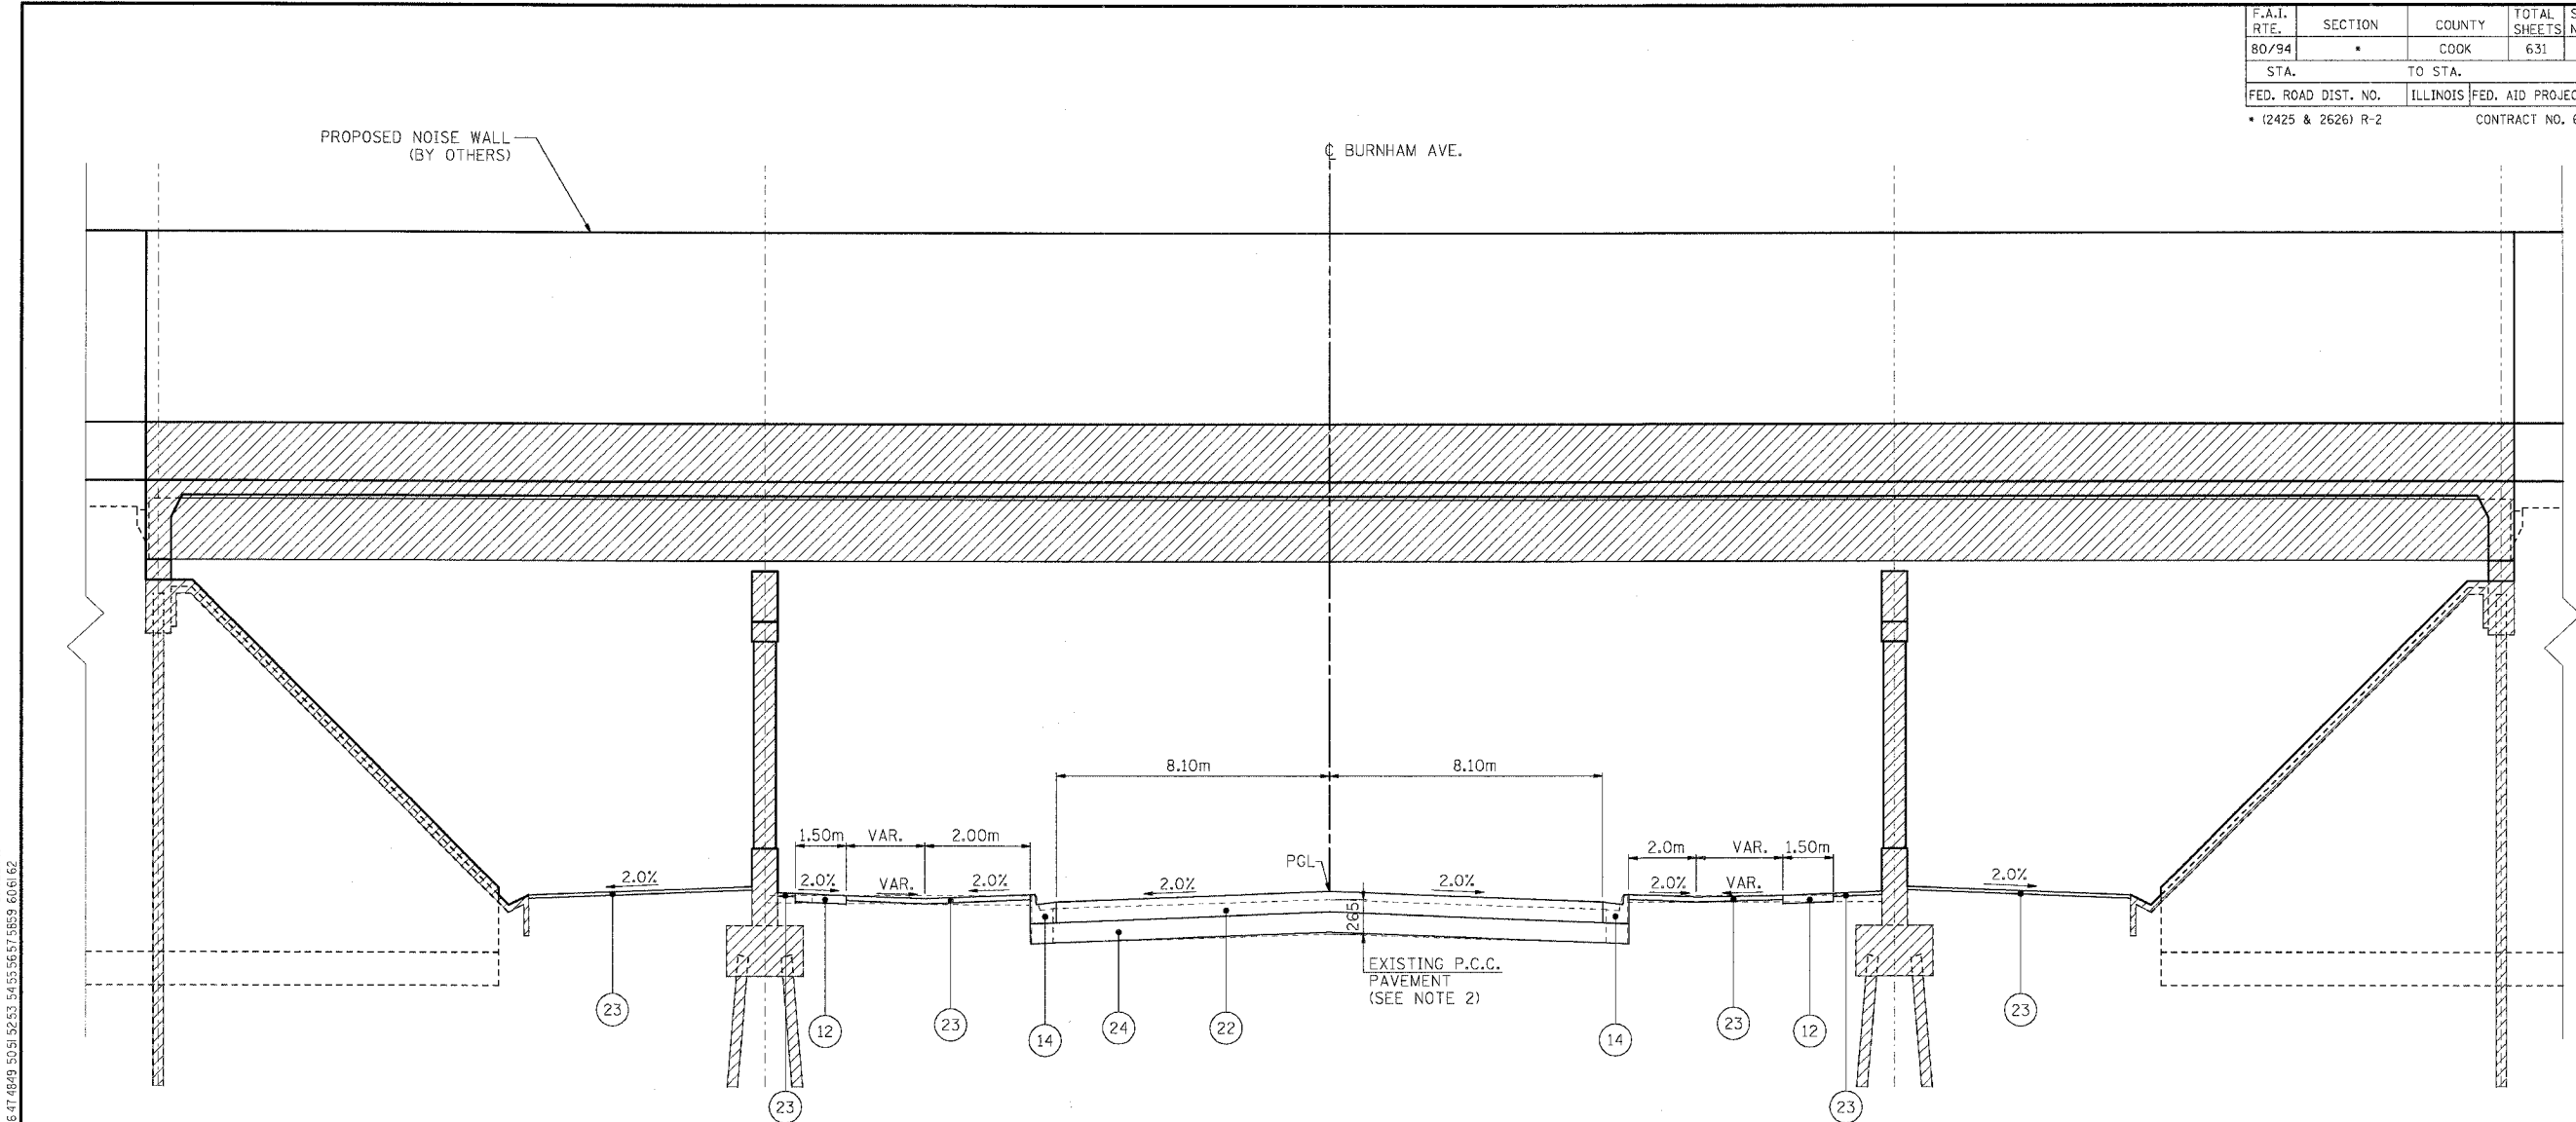 F.A.I. RTE.
SECTION
COUNTY
TOTAL SHEETS
80/94
*
COOK
631
STA.
TO STA.
FED. ROAD DIST. NO.
ILLINOIS
FED. AID
* (2425 & 2626) R-2
CONTRACT NO.
PROPOSED NOISE WALL
(BY OTHERS)
℄ BURNHAM AVE.
8.10m
8.10m
1.50m
VAR.
2.00m
2.0m
VAR.
1.50m
PGL
2.0%
2.0%
VAR.
2.0%
2.0%
2.0%
2.0%
VAR.
2.0%
265
EXISTING P.C.C.
PAVEMENT
(SEE NOTE 2)
23
12
23
14
24
22
14
23
12
23
23
23